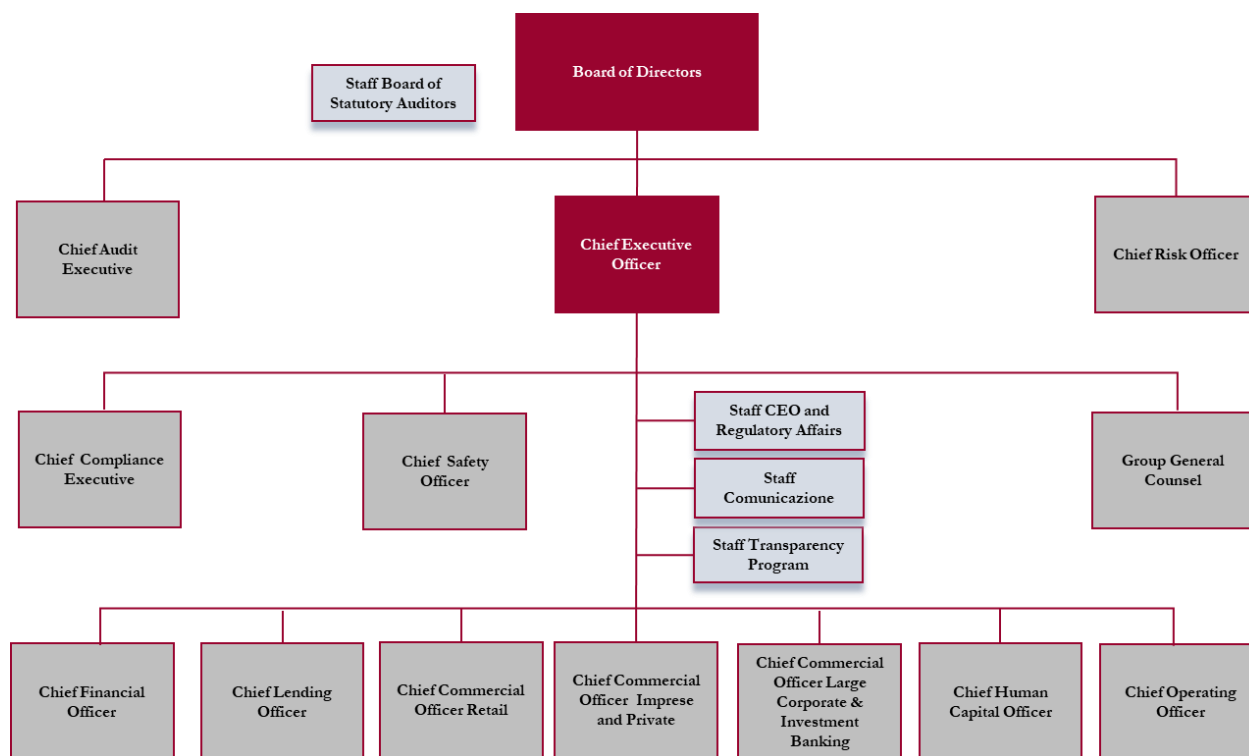 Board of Directors
Staff Board of
Statutory Auditors
Chief Audit
Executive
Chief Executive
Officer
Chief Risk Officer
Chief Compliance
Executive
Chief Safety
Officer
Staff CEO and
Regulatory Affairs
Staff
Comunicazione
Staff Transparency
Program
Group General
Counsel
Chief Financial
Officer
Chief Lending
Officer
Chief Commercial
Officer Retail
Chief Commercial
Officer Imprese
and Private
Chief Commercial
Officer Large
Corporate &
Investment
Banking
Chief Human
Capital Officer
Chief Operating
Officer